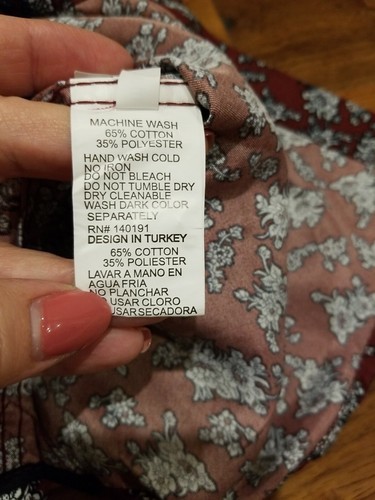 MACHINE WASH
65% COTTON
35% POLYESTER
HAND WASH COLD
NO IRON
DO NOT BLEACH
DO NOT TUMBLE DRY
DRY CLEANABLE
WASH DARK COLOR
SEPARATELY
RN# 140191
DESIGN IN TURKEY
65% COTTON
35% POLIESTER
LAVAR A MANO EN
AGUA FRIA
NO PLANCHAR
USAR CLORO
USAR SECADORA